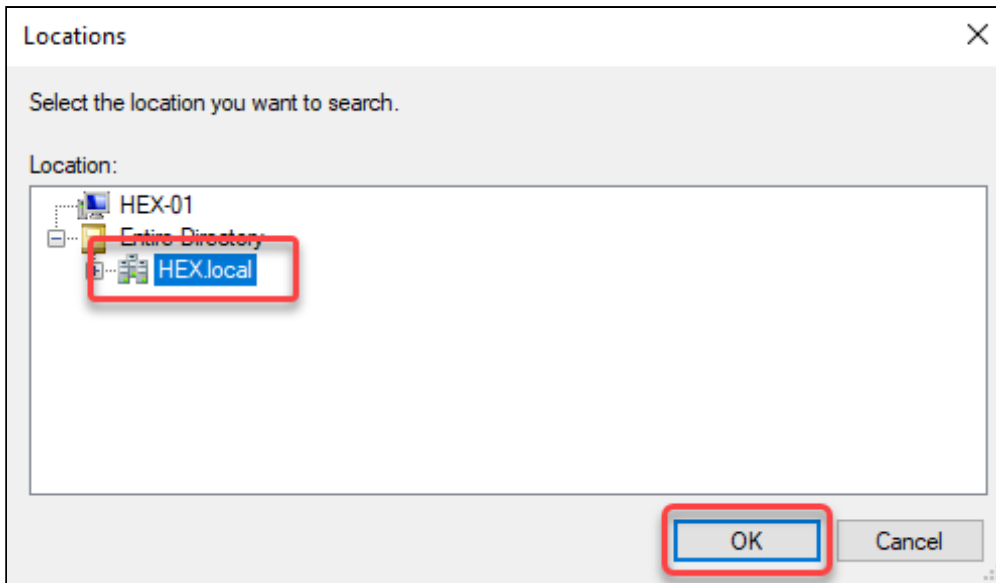 Locations
Select the location you want to search.
Location:
HEX-01
Entire Directory
HEX.local
OK
Cancel